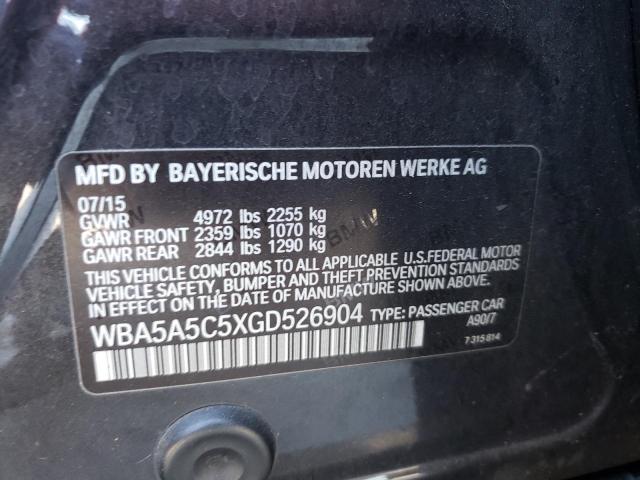 MFD BY BAYERISCHE MOTOREN WERKE AG
07/15
GVWR 4972 lbs 2255 kg
GAWR FRONT 2359 lbs 1070 kg
GAWR REAR 2844 lbs 1290 kg
THIS VEHICLE CONFORMS TO ALL APPLICABLE U.S.FEDERAL MOTOR
VEHICLE SAFETY, BUMPER AND THEFT PREVENTION STANDARDS
IN EFFECT ON THE DATE OF MANUFACTURE SHOWN ABOVE.
WBA5A5C5XGD526904 TYPE: PASSENGER CAR
A90/7
7 315 814